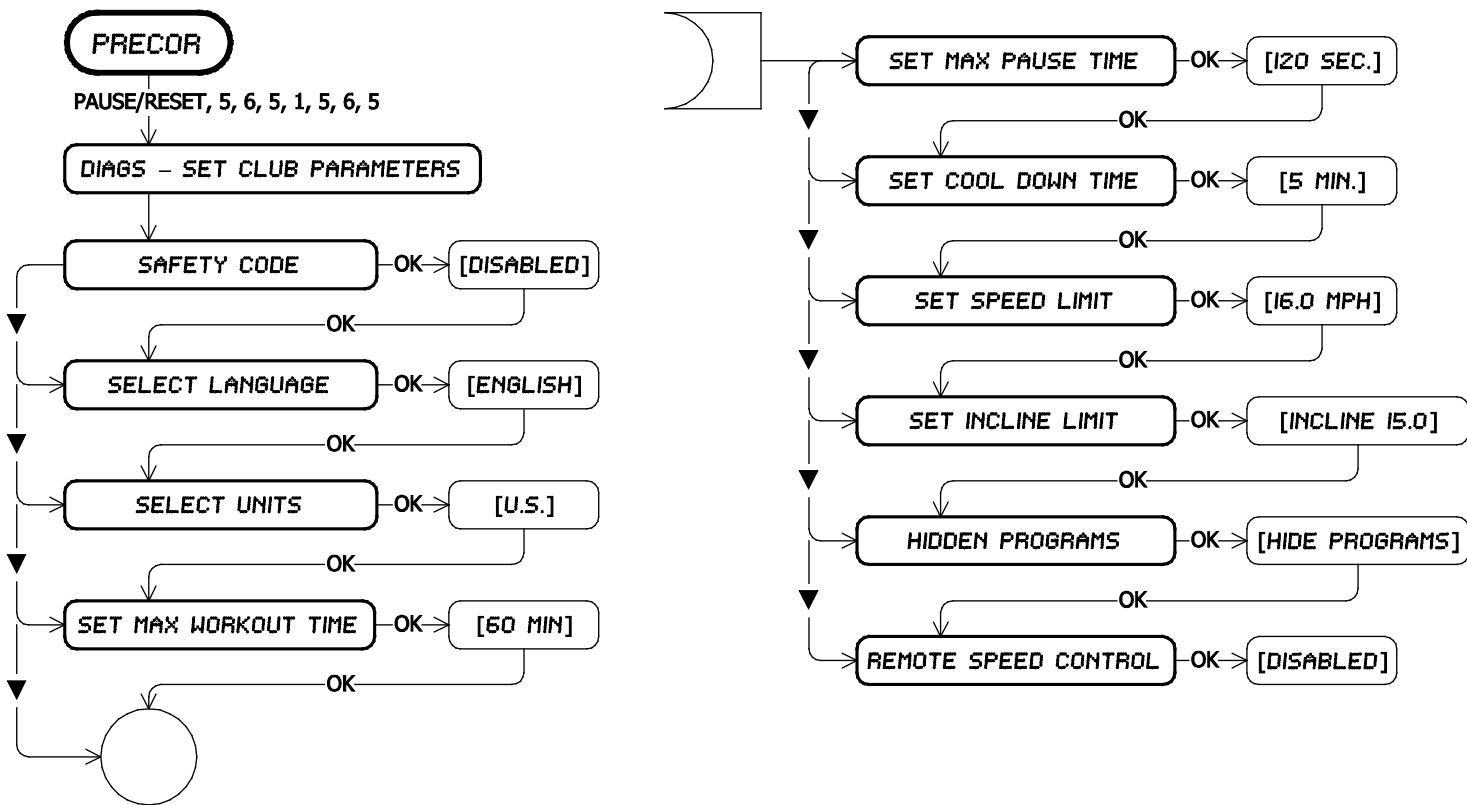 PRECOR
PAUSE/RESET, 5, 6, 5, 1, 5, 6, 5
DIAGS – SET CLUB PARAMETERS
SAFETY CODE OK [DISABLED]
OK
SELECT LANGUAGE OK [ENGLISH]
OK
SELECT UNITS OK [U.S.]
OK
SET MAX WORKOUT TIME OK [60 MIN]
OK
SET MAX PAUSE TIME OK [120 SEC.]
OK
SET COOL DOWN TIME OK [5 MIN.]
OK
SET SPEED LIMIT OK [16.0 MPH]
OK
SET INCLINE LIMIT OK [INCLINE 15.0]
OK
HIDDEN PROGRAMS OK [HIDE PROGRAMS]
OK
REMOTE SPEED CONTROL OK [DISABLED]